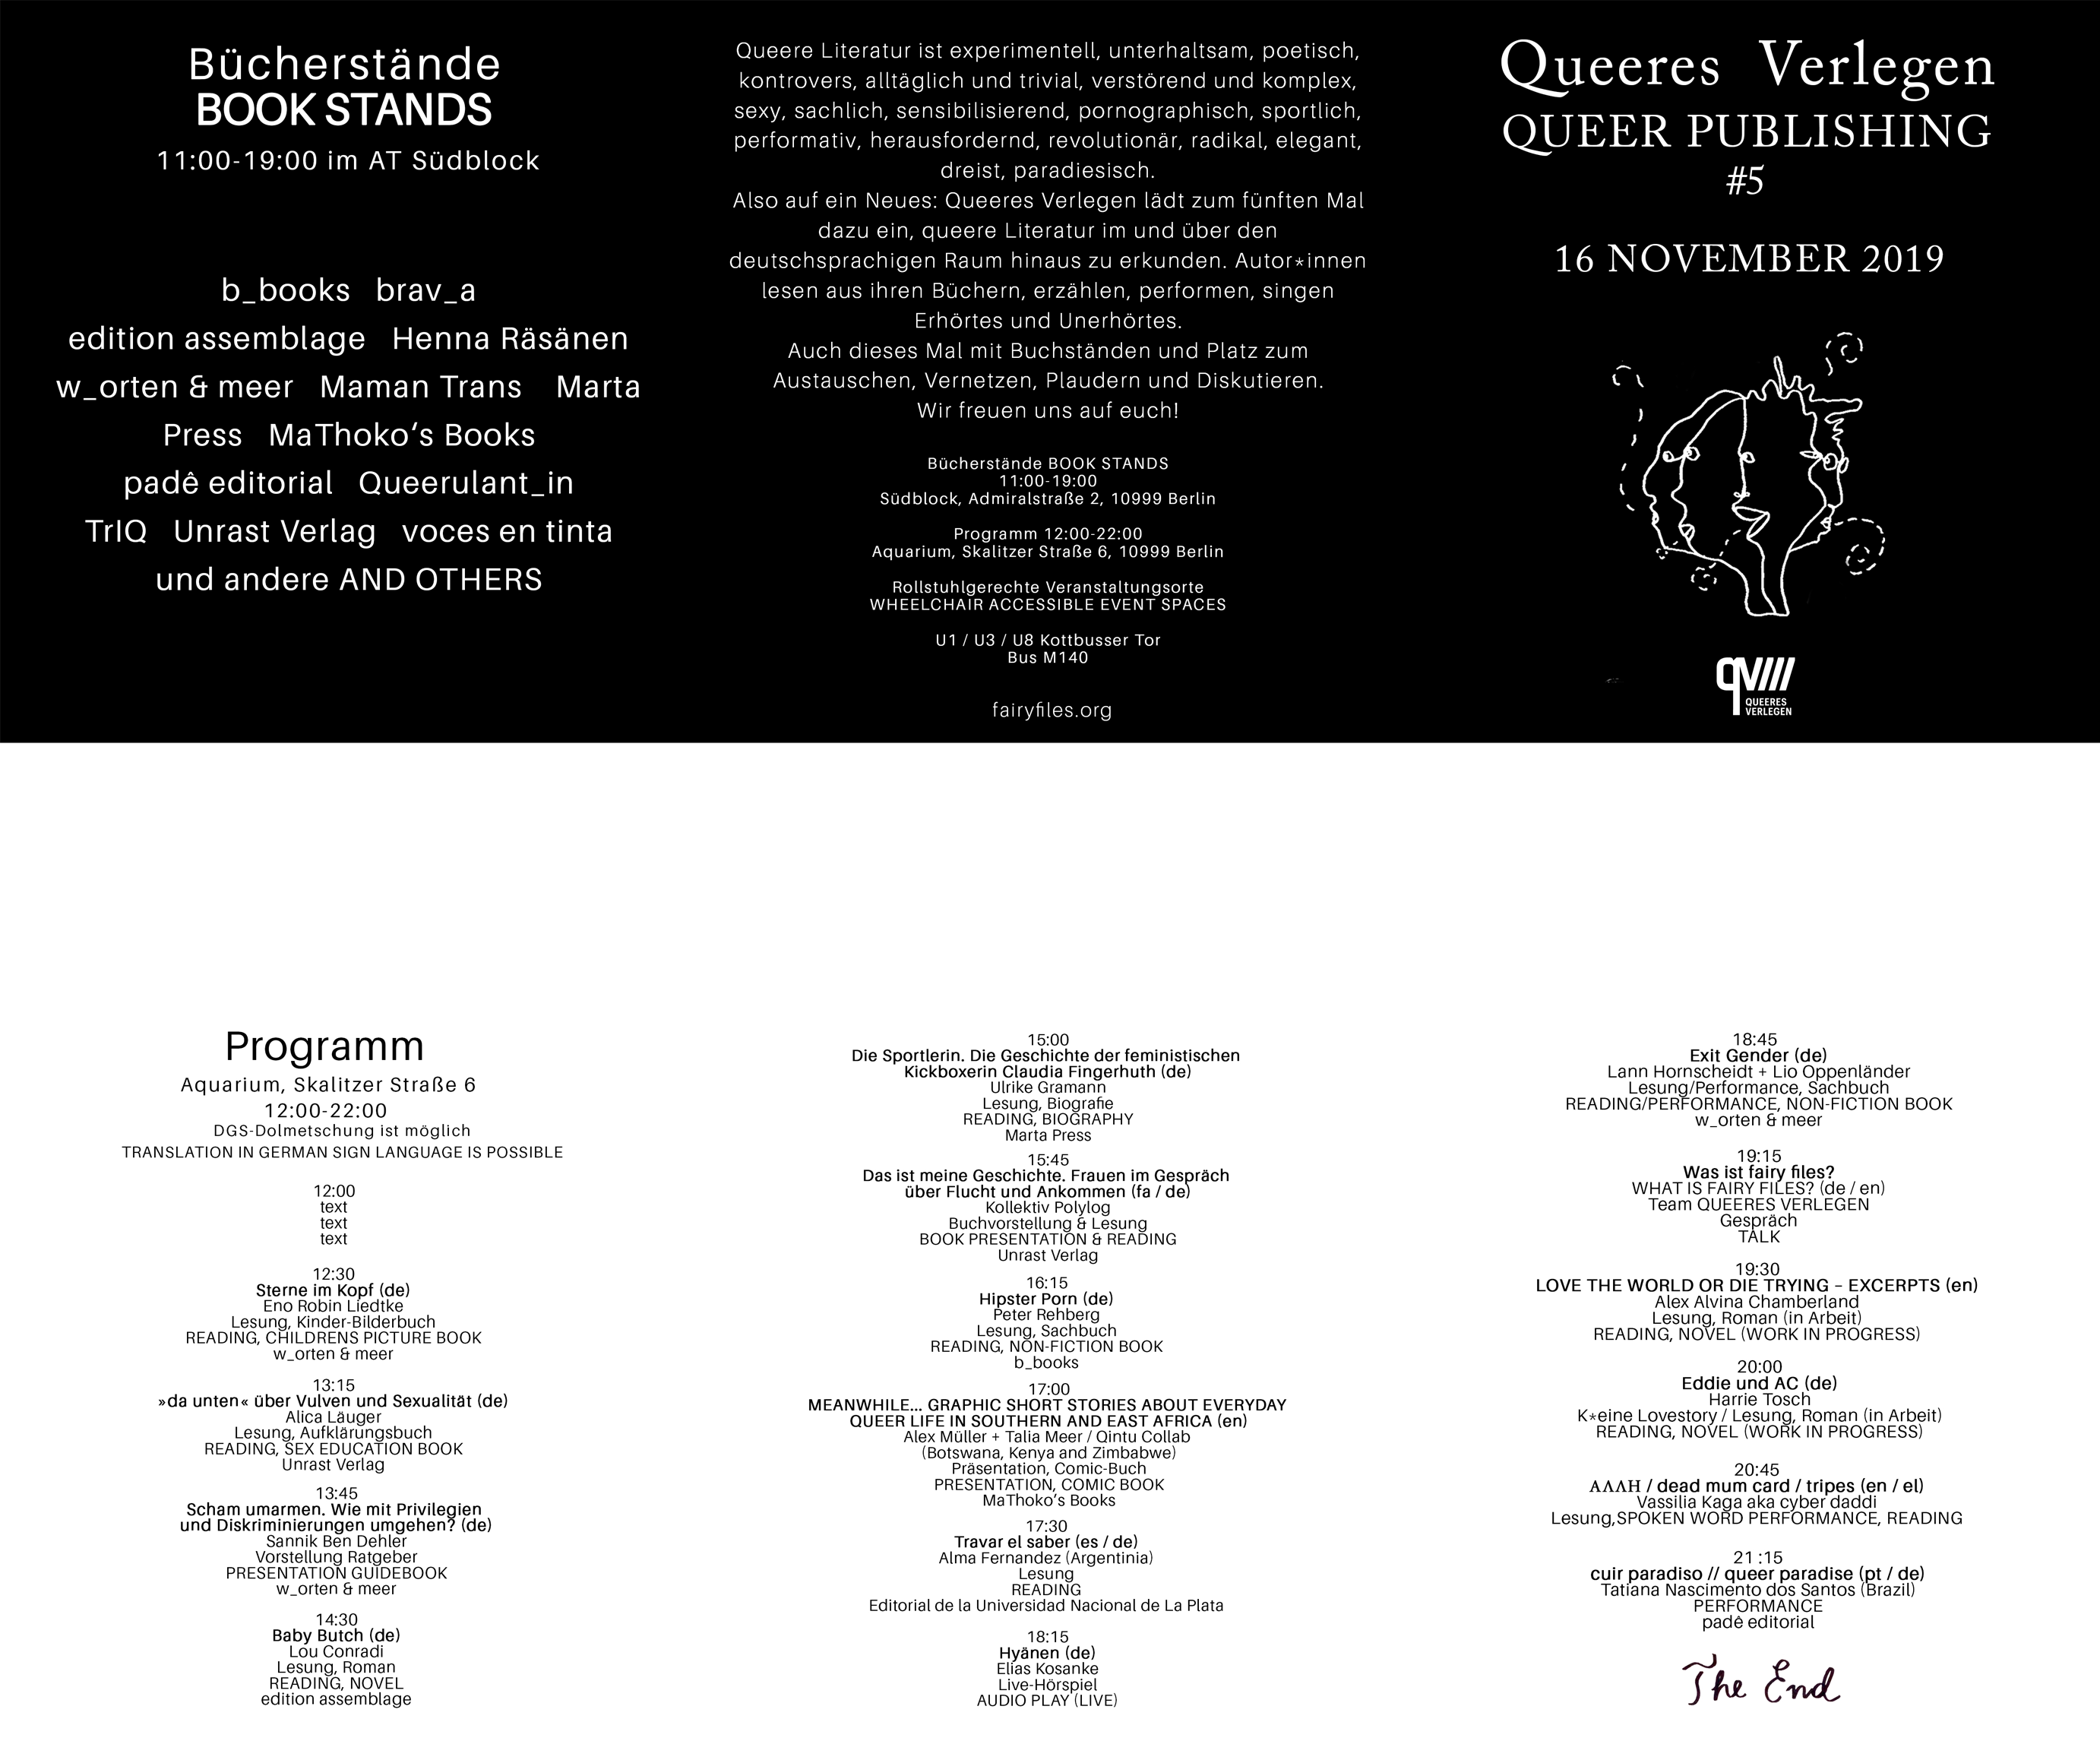 Bücherstände
BOOK STANDS
11:00-19:00 im AT Südblock
b_books brav_a
edition assemblage Henna Räsänen
w_orten & meer Maman Trans Marta
Press MaThoko‘s Books
padê editorial Queerulant_in
TrIQ Unrast Verlag voces en tinta
und andere AND OTHERS
Queere Literatur ist experimentell, unterhaltsam, poetisch,
kontrovers, alltäglich und trivial, verstörend und komplex,
sexy, sachlich, sensibilisierend, pornographisch, sportlich,
performativ, herausfordernd, revolutionär, radikal, elegant,
dreist, paradiesisch.
Also auf ein Neues: Queeres Verlegen lädt zum fünften Mal
dazu ein, queere Literatur im und über den
deutschsprachigen Raum hinaus zu erkunden. Autor*innen
lesen aus ihren Büchern, erzählen, performen, singen
Erhörtes und Unerhörtes.
Auch dieses Mal mit Buchständen und Platz zum
Austauschen, Vernetzen, Plaudern und Diskutieren.
Wir freuen uns auf euch!
Bücherstände BOOK STANDS
11:00-19:00
Südblock, Admiralstraße 2, 10999 Berlin
Programm 12:00-22:00
Aquarium, Skalitzer Straße 6, 10999 Berlin
Rollstuhlgerechte Veranstaltungsorte
WHEELCHAIR ACCESSIBLE EVENT SPACES
U1 / U3 / U8 Kottbusser Tor
Bus M140
fairyfiles.org
Queeres Verlegen
QUEER PUBLISHING
#5
16 NOVEMBER 2019
qV////
QUEERES
VERLEGEN
Programm
Aquarium, Skalitzer Straße 6
12:00-22:00
DGS-Dolmetschung ist möglich
TRANSLATION IN GERMAN SIGN LANGUAGE IS POSSIBLE
12:00
text
text
text
12:30
Sterne im Kopf (de)
Eno Robin Liedtke
Lesung, Kinder-Bilderbuch
READING, CHILDRENS PICTURE BOOK
w_orten & meer
13:15
»da unten« über Vulven und Sexualität (de)
Alica Läuger
Lesung, Aufklärungsbuch
READING, SEX EDUCATION BOOK
Unrast Verlag
13:45
Scham umarmen. Wie mit Privilegien
und Diskriminierungen umgehen? (de)
Sannik Ben Dehler
Vorstellung Ratgeber
PRESENTATION GUIDEBOOK
w_orten & meer
14:30
Baby Butch (de)
Lou Conradi
Lesung, Roman
READING, NOVEL
edition assemblage
15:00
Die Sportlerin. Die Geschichte der feministischen
Kickboxerin Claudia Fingerhuth (de)
Ulrike Gramann
Lesung, Biografie
READING, BIOGRAPHY
Marta Press
15:45
Das ist meine Geschichte. Frauen im Gespräch
über Flucht und Ankommen (fa / de)
Kollektiv Polylog
Buchvorstellung & Lesung
BOOK PRESENTATION & READING
Unrast Verlag
16:15
Hipster Porn (de)
Peter Rehberg
Lesung, Sachbuch
READING, NON-FICTION BOOK
b_books
17:00
MEANWHILE... GRAPHIC SHORT STORIES ABOUT EVERYDAY
QUEER LIFE IN SOUTHERN AND EAST AFRICA (en)
Alex Müller + Talia Meer / Qintu Collab
(Botswana, Kenya and Zimbabwe)
Präsentation, Comic-Buch
PRESENTATION, COMIC BOOK
MaThoko‘s Books
17:30
Travar el saber (es / de)
Alma Fernandez (Argentinia)
Lesung
READING
Editorial de la Universidad Nacional de La Plata
18:15
Hyänen (de)
Elias Kosanke
Live-Hörspiel
AUDIO PLAY (LIVE)
18:45
Exit Gender (de)
Lann Hornscheidt + Lio Oppenländer
Lesung/Performance, Sachbuch
READING/PERFORMANCE, NON-FICTION BOOK
w_orten & meer
19:15
Was ist fairy files?
WHAT IS FAIRY FILES? (de / en)
Team QUEERES VERLEGEN
Gespräch
TALK
19:30
LOVE THE WORLD OR DIE TRYING – EXCERPTS (en)
Alex Alvina Chamberland
Lesung, Roman (in Arbeit)
READING, NOVEL (WORK IN PROGRESS)
20:00
Eddie und AC (de)
Harrie Tosch
K*eine Lovestory / Lesung, Roman (in Arbeit)
READING, NOVEL (WORK IN PROGRESS)
20:45
ΑΛΛΗ / dead mum card / tripes (en / el)
Vassilia Kaga aka cyber daddi
Lesung,SPOKEN WORD PERFORMANCE, READING
21 :15
cuir paradiso // queer paradise (pt / de)
Tatiana Nascimento dos Santos (Brazil)
PERFORMANCE
padê editorial
The End